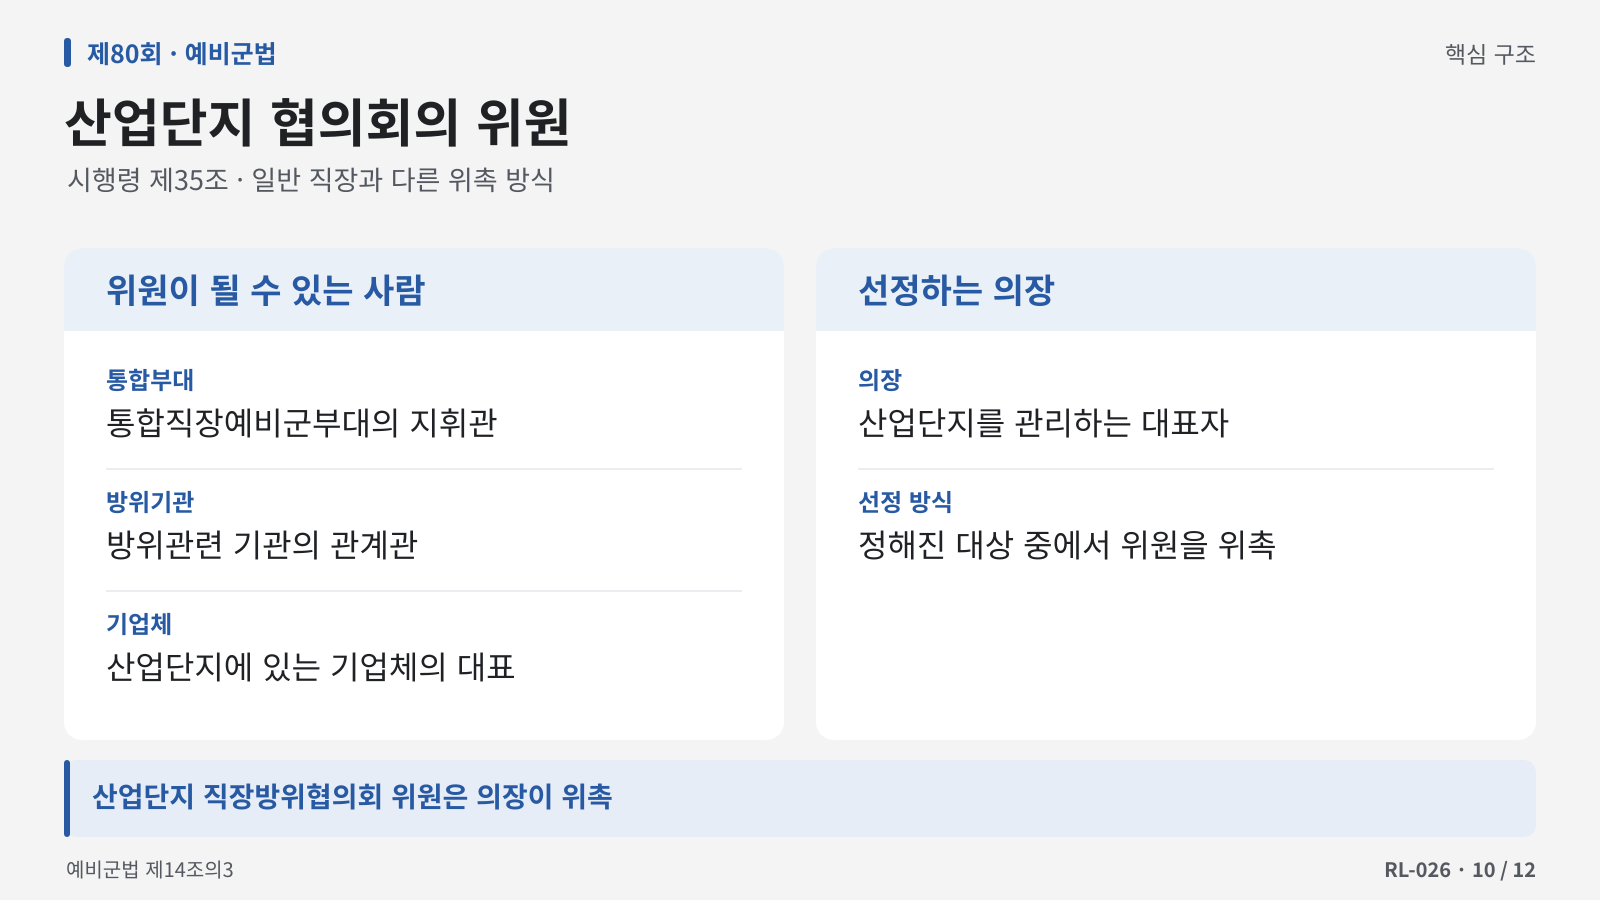 제80회 · 예비군법
핵심 구조
산업단지 협의회의 위원
시행령 제35조 · 일반 직장과 다른 위촉 방식
위원이 될 수 있는 사람
통합부대
통합직장예비군부대의 지휘관
방위기관
방위관련 기관의 관계관
기업체
산업단지에 있는 기업체의 대표
선정하는 의장
의장
산업단지를 관리하는 대표자
선정 방식
정해진 대상 중에서 위원을 위촉
산업단지 직장방위협의회 위원은 의장이 위촉
예비군법 제14조의3
RL-026 · 10 / 12